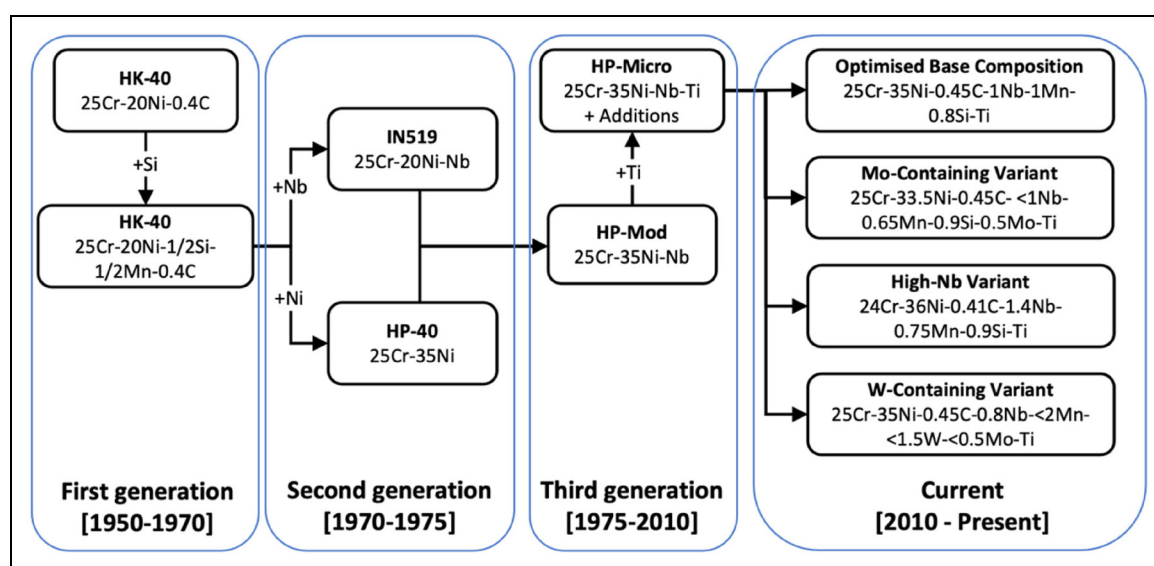 HK-40
25Cr-20Ni-0.4C
+Si
HK-40
25Cr-20Ni-1/2Si-
1/2Mn-0.4C
First generation
[1950-1970]
+Nb
+Ni
IN519
25Cr-20Ni-Nb
HP-40
25Cr-35Ni
Second generation
[1970-1975]
HP-Micro
25Cr-35Ni-Nb-Ti
+ Additions
+Ti
HP-Mod
25Cr-35Ni-Nb
Third generation
[1975-2010]
Optimised Base Composition
25Cr-35Ni-0.45C-1Nb-1Mn-
0.8Si-Ti
Mo-Containing Variant
25Cr-33.5Ni-0.45C- <1Nb-
0.65Mn-0.9Si-0.5Mo-Ti
High-Nb Variant
24Cr-36Ni-0.41C-1.4Nb-
0.75Mn-0.9Si-Ti
W-Containing Variant
25Cr-35Ni-0.45C-0.8Nb-<2Mn-
<1.5W-<0.5Mo-Ti
Current
[2010 - Present]